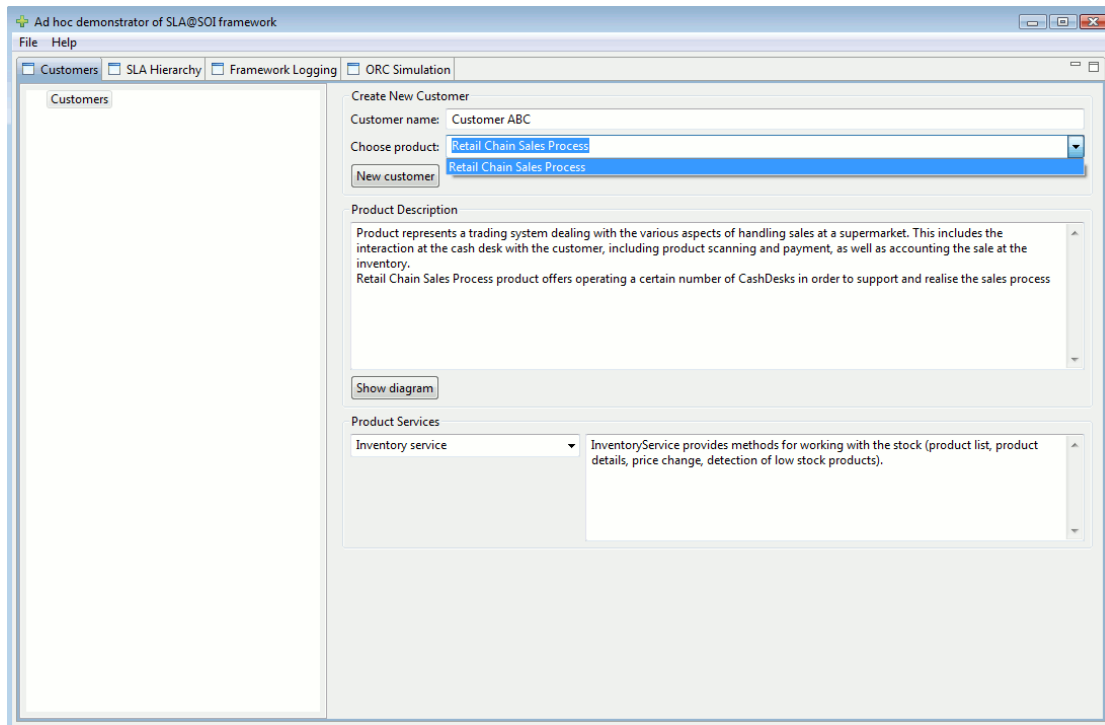 Ad hoc demonstrator of SLA@SOI framework
File Help
Customers SLA Hierarchy Framework Logging ORC Simulation
Customers
Create New Customer
Customer name: Customer ABC
Choose product: Retail Chain Sales Process
Retail Chain Sales Process
New customer
Product Description
Product represents a trading system dealing with the various aspects of handling sales at a supermarket. This includes the
interaction at the cash desk with the customer, including product scanning and payment, as well as accounting the sale at the
inventory.
Retail Chain Sales Process product offers operating a certain number of CashDesks in order to support and realise the sales process
Show diagram
Product Services
Inventory service
InventoryService provides methods for working with the stock (product list, product
details, price change, detection of low stock products).